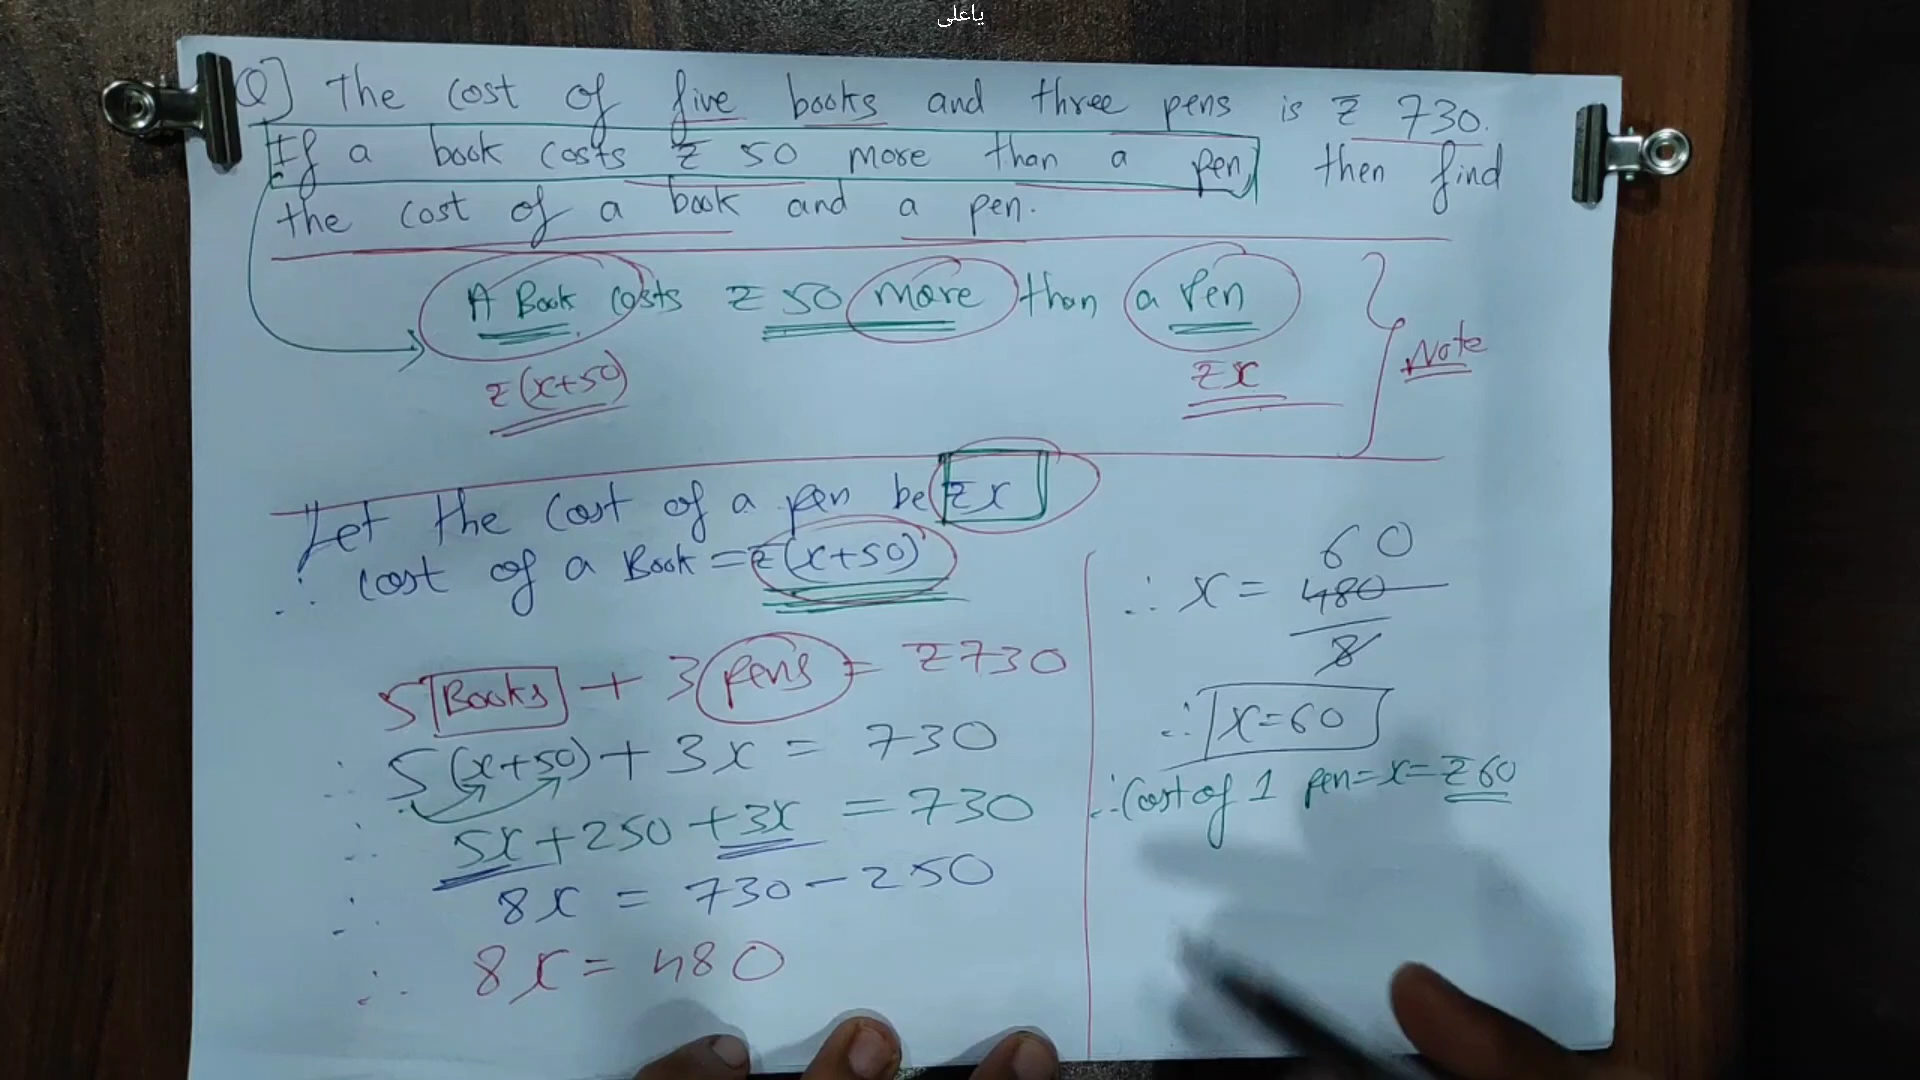 ياعلى
Q] The cost of five books and three pens is ₹ 730.
If a book costs ₹ 50 more than a pen, then find
the cost of a book and a pen.
A Book costs ₹ 50 more than a Pen
₹(x+50) ₹x
Note
Let the cost of a pen be ₹x
∴ cost of a Book = ₹(x+50)
5 Books + 3 pens = ₹730
∴ 5(x+50) + 3x = 730
∴ 5x + 250 + 3x = 730
∴ 8x = 730 - 250
∴ 8x = 480
60
∴ x = 480
8
∴ x = 60
∴ Cost of 1 pen = x = ₹60